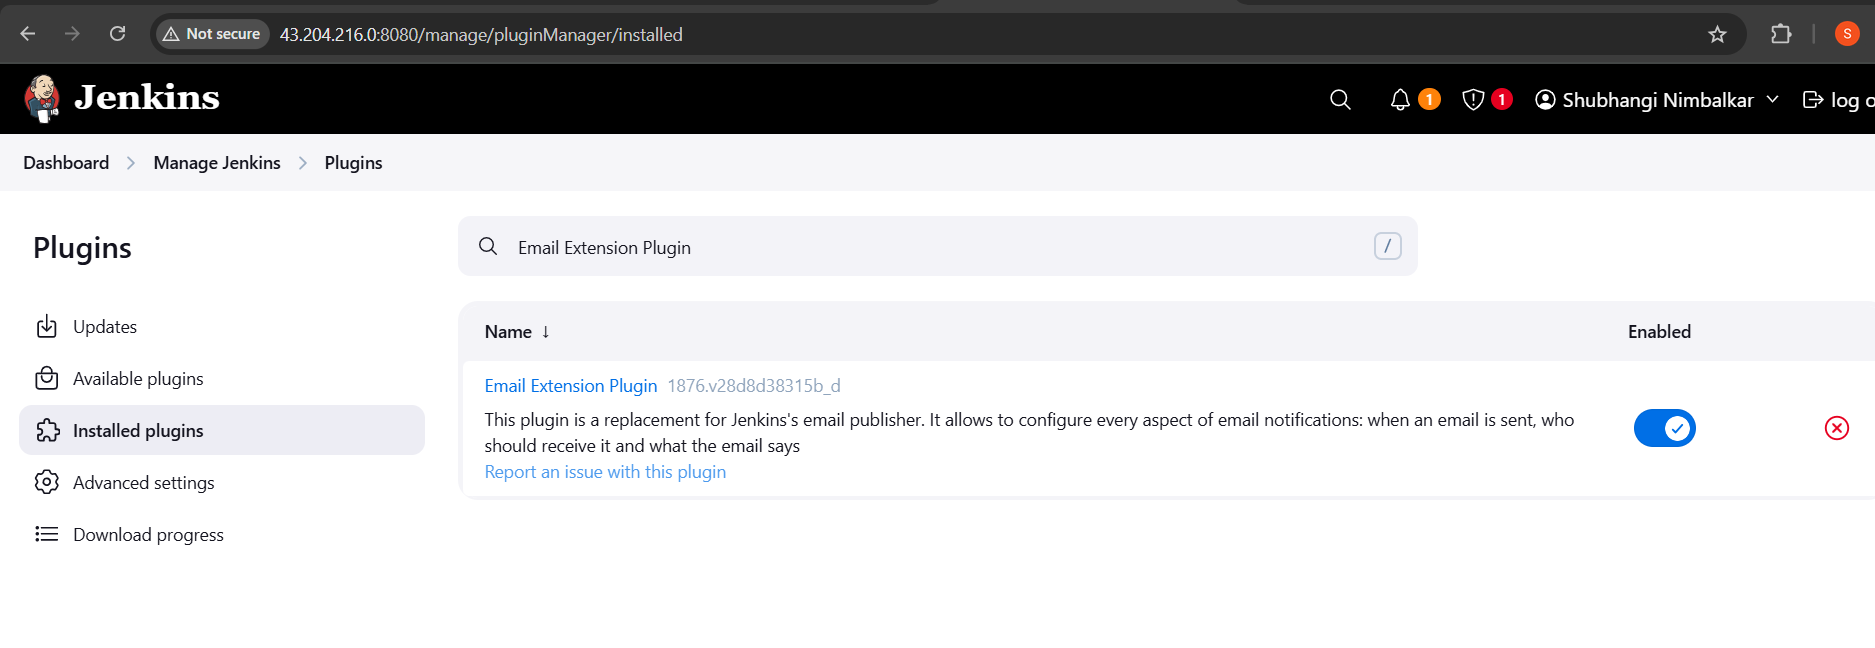 Not secure 43.204.216.0:8080/manage/pluginManager/installed S
Jenkins 1 1 Shubhangi Nimbalkar log o
Dashboard Manage Jenkins Plugins
Plugins
Updates
Available plugins
Installed plugins
Advanced settings
Download progress
Email Extension Plugin /
Name ↓ Enabled
Email Extension Plugin 1876.v28d8d38315b_d
This plugin is a replacement for Jenkins's email publisher. It allows to configure every aspect of email notifications: when an email is sent, who
should receive it and what the email says
Report an issue with this plugin